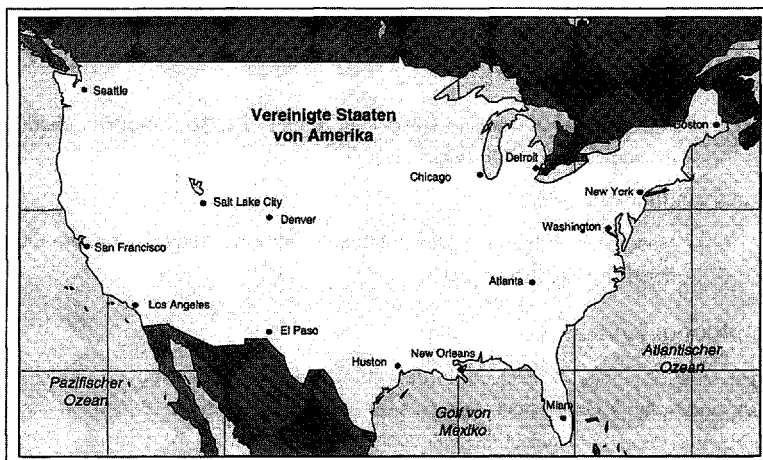 Seattle
Vereinigte Staaten
von Amerika
Boston
Detroit
Chicago
New York
Salt Lake City
Denver
Washington
San Francisco
Atlanta
Los Angeles
El Paso
Huston
New Orleans
Atlantischer
Ozean
Pazifischer
Ozean
Golf von
Mexiko
Miami